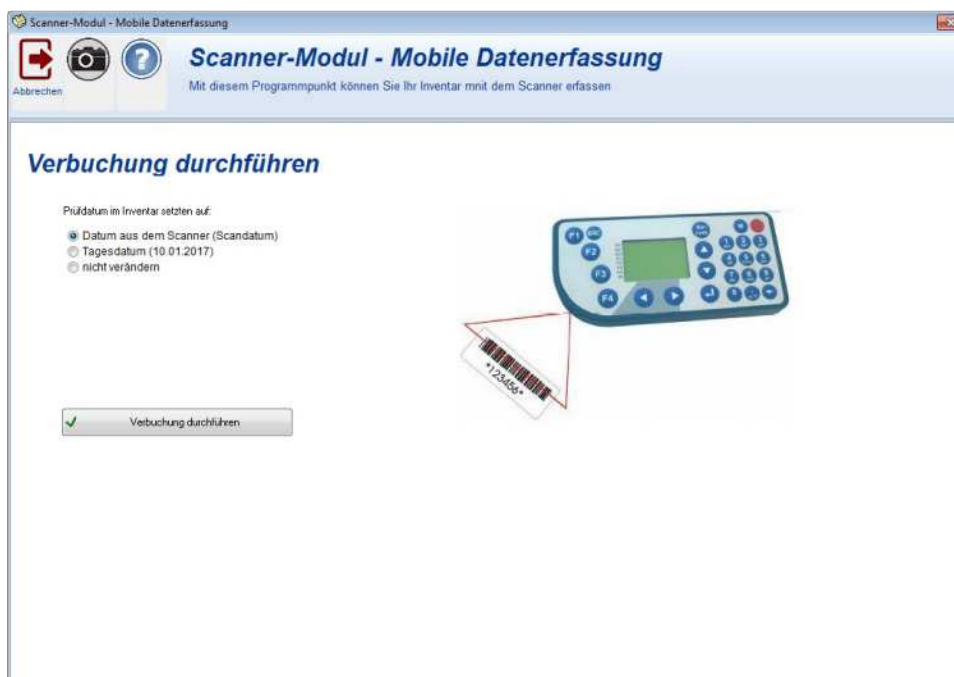 Scanner-Modul - Mobile Datenerfassung
Abbrechen
Scanner-Modul - Mobile Datenerfassung
Mit diesem Programmpunkt können Sie Ihr Inventar mnit dem Scanner erfassen
Verbuchung durchführen
Prüfdatum im Inventar setzten auf:
Datum aus dem Scanner (Scandatum)
Tagesdatum (10.01.2017)
nicht verändern
F1
F2
F3
F4
*123456*
Verbuchung durchführen